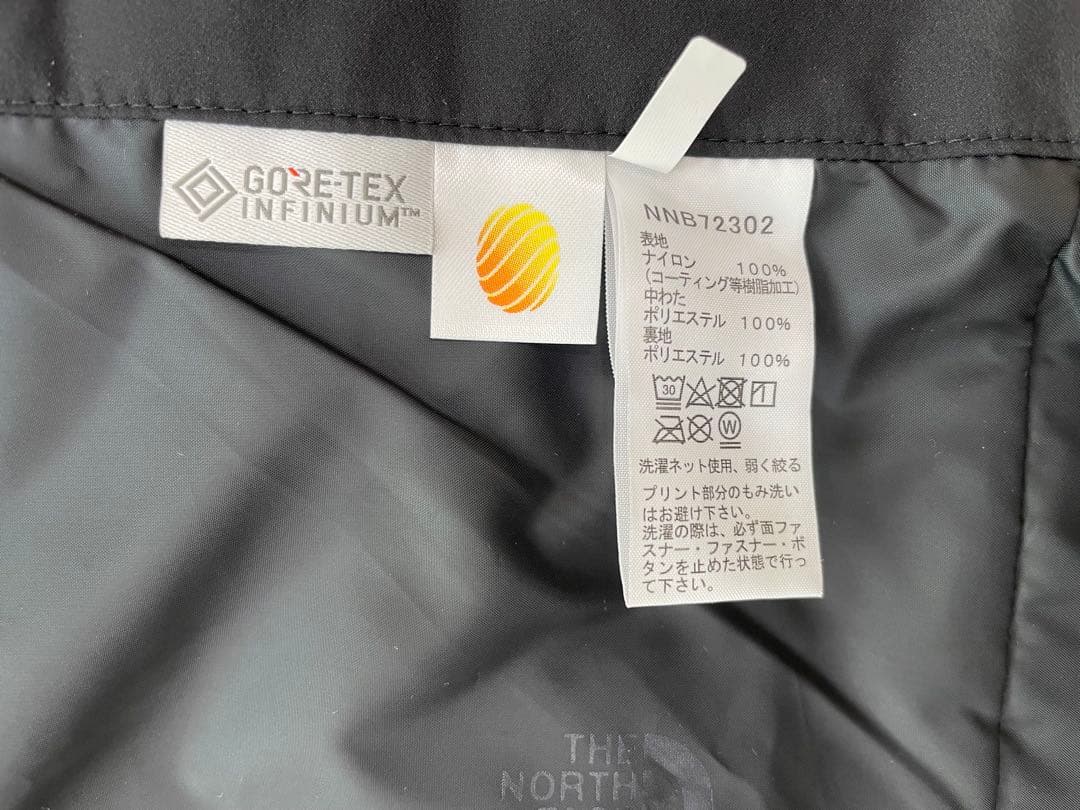 GORE-TEX
INFINIUM™
NNB72302
表地
ナイロン 100%
(コーティング等樹脂加工)
中わた
ポリエステル 100%
裏地
ポリエステル 100%
30
W
洗濯ネット使用、弱く絞る
プリント部分のもみ洗い
はお避け下さい。
洗濯の際は、必ず面ファ
スナー・ファスナー・ボ
タンを止めた状態で行っ
て下さい。
THE
NORTH